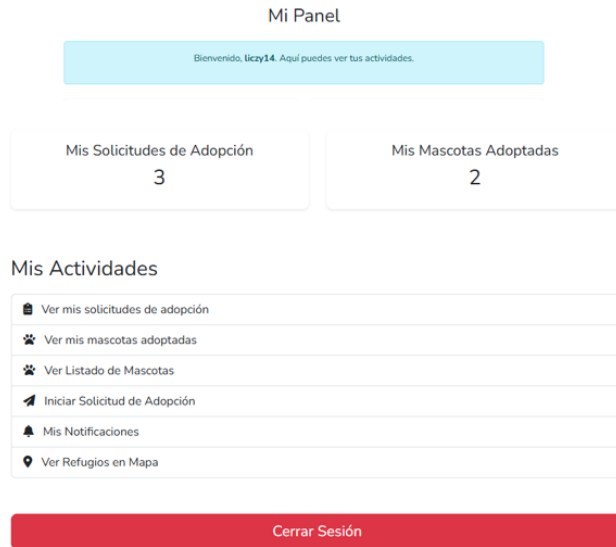 Mi Panel
Bienvenido, liczy14. Aquí puedes ver tus actividades.
Mis Solicitudes de Adopción
3
Mis Mascotas Adoptadas
2
Mis Actividades
Ver mis solicitudes de adopción
Ver mis mascotas adoptadas
Ver Listado de Mascotas
Iniciar Solicitud de Adopción
Mis Notificaciones
Ver Refugios en Mapa
Cerrar Sesión